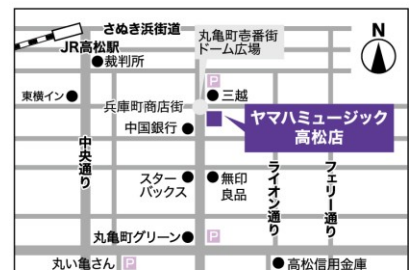 さぬき浜街道
丸亀町壱番街
ドーム広場
N
JR高松駅
裁判所
P
東横イン
三越
兵庫町商店街
ヤマハミュージック
高松店
中国銀行
中央通り
スター
バックス
無印
良品
ライオン通り
フェリー通り
丸亀町グリーン
P
丸い亀さん
P
高松信用金庫